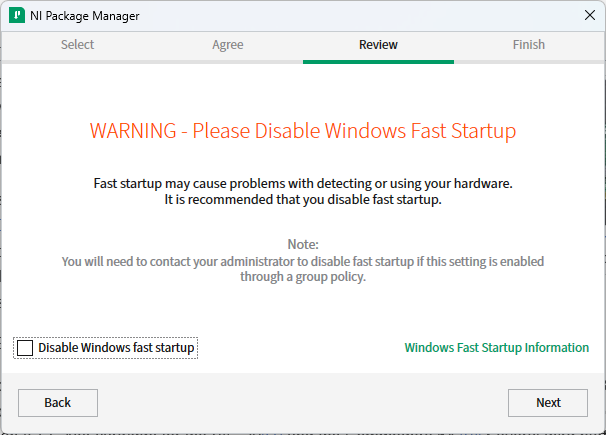 NI Package Manager
Select Agree Review Finish
WARNING - Please Disable Windows Fast Startup
Fast startup may cause problems with detecting or using your hardware.
It is recommended that you disable fast startup.
Note:
You will need to contact your administrator to disable fast startup if this setting is enabled
through a group policy.
Disable Windows fast startup Windows Fast Startup Information
Back Next